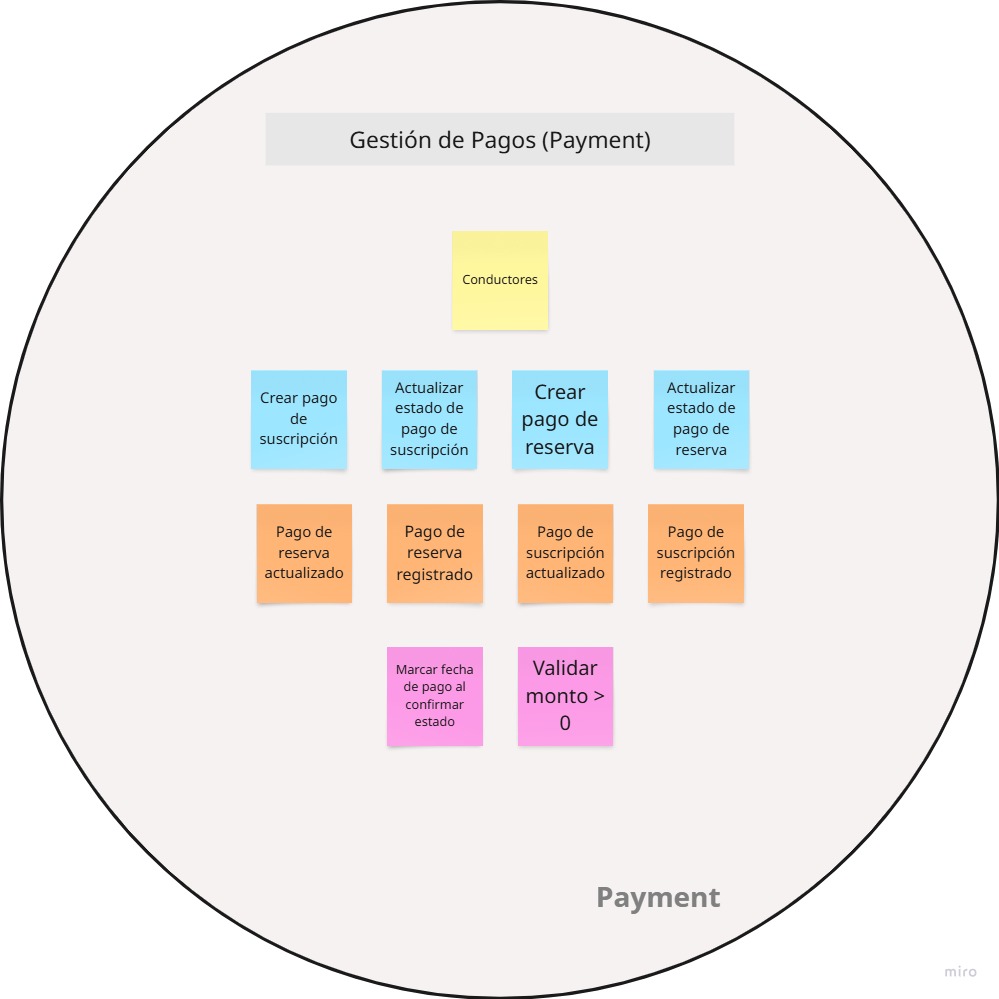 Gestión de Pagos (Payment)
Conductores
Crear pago
de
suscripción
Actualizar
estado de
pago de
suscripción
Crear
pago de
reserva
Actualizar
estado de
pago de
reserva
Pago de
reserva
actualizado
Pago de
reserva
registrado
Pago de
suscripción
actualizado
Pago de
suscripción
registrado
Marcar fecha
de pago al
confirmar
estado
Validar
monto >
0
Payment
miro